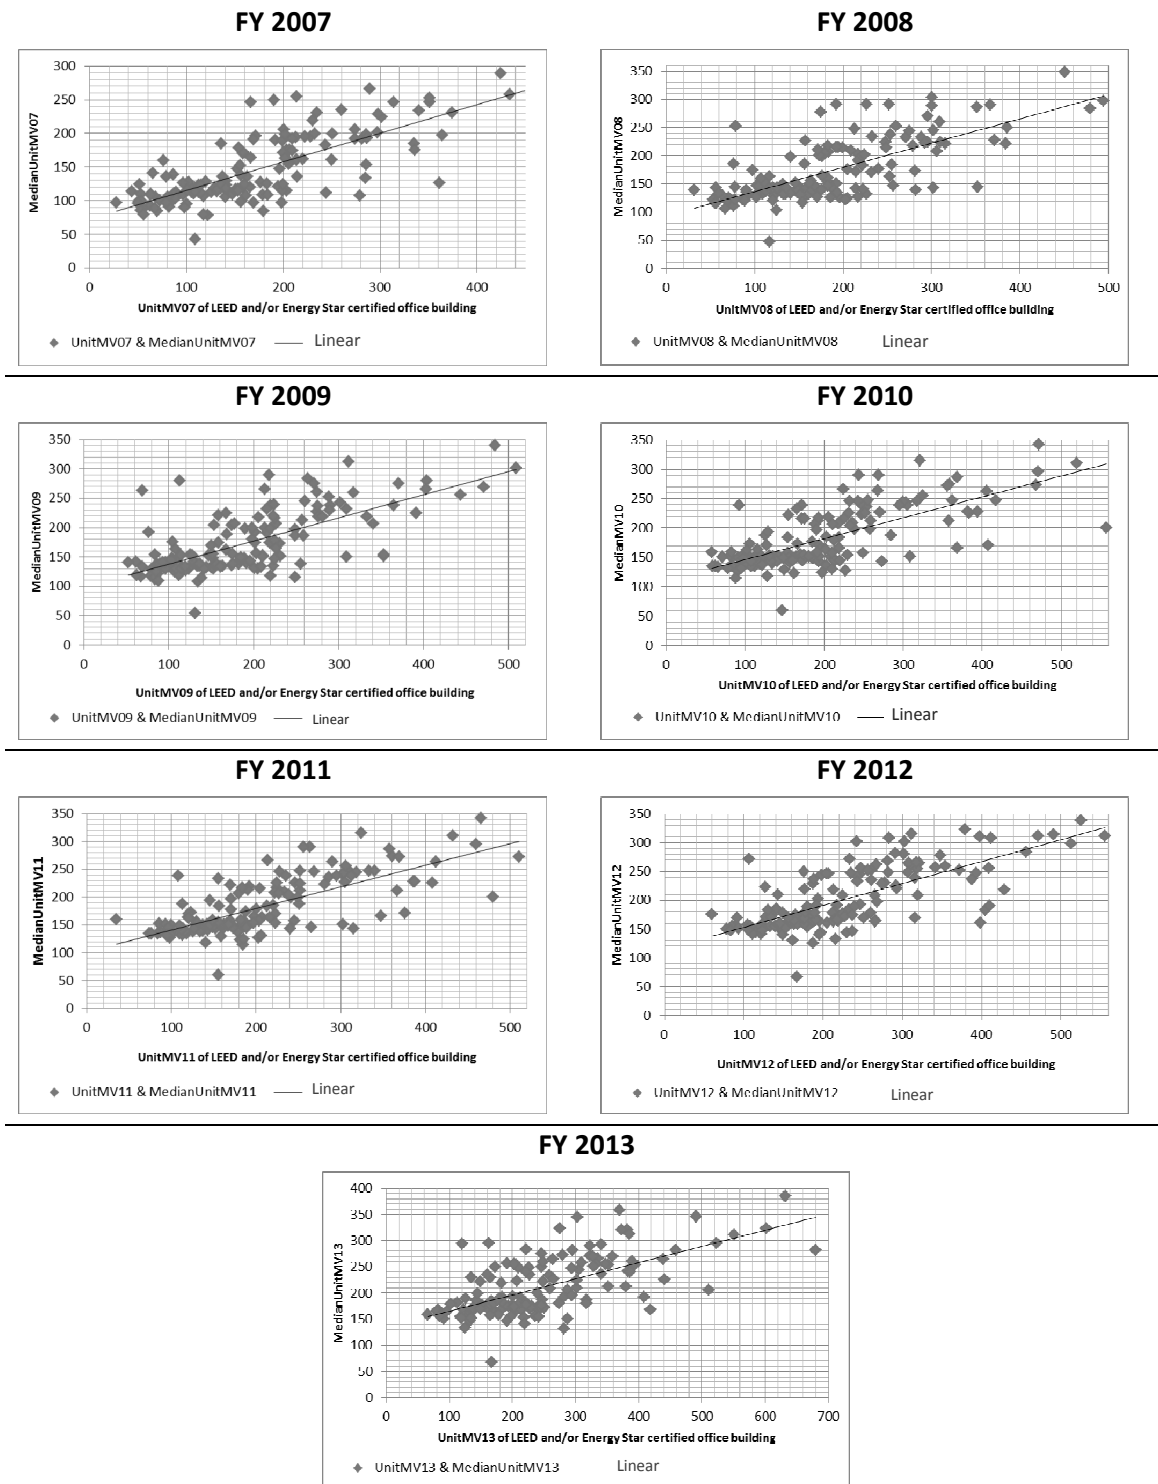 FY 2007
FY 2008
300
250
200
150
100
50
0
MedianUnitMV07
0 100 200 300 400
UnitMV07 of LEED and/or Energy Star certified office building
UnitMV07 & MedianUnitMV07 Linear
350
300
250
200
150
100
50
0
MedianUnitMV08
0 100 200 300 400 500
UnitMV08 of LEED and/or Energy Star certified office building
UnitMV08 & MedianUnitMV08 Linear
FY 2009
FY 2010
350
300
250
200
150
100
50
0
MedianUnitMV09
0 100 200 300 400 500
UnitMV09 of LEED and/or Energy Star certified office building
UnitMV09 & MedianUnitMV09 Linear
350
300
250
200
150
100
50
0
MedianMV10
0 100 200 300 400 500
UnitMV10 of LEED and/or Energy Star certified office building
UnitMV10 & MedianUnitMV10 Linear
FY 2011
FY 2012
350
300
250
200
150
100
50
0
MedianUnitMV11
0 100 200 300 400 500
UnitMV11 of LEED and/or Energy Star certified office building
UnitMV11 & MedianUnitMV11 Linear
350
300
250
200
150
100
50
0
MedianUnitMV12
0 100 200 300 400 500
UnitMV12 of LEED and/or Energy Star certified office building
UnitMV12 & MedianUnitMV12 Linear
FY 2013
400
350
300
250
200
150
100
50
0
MedianUnitMV13
0 100 200 300 400 500 600 700
UnitMV13 of LEED and/or Energy Star certified office building
UnitMV13 & MedianUnitMV13 Linear